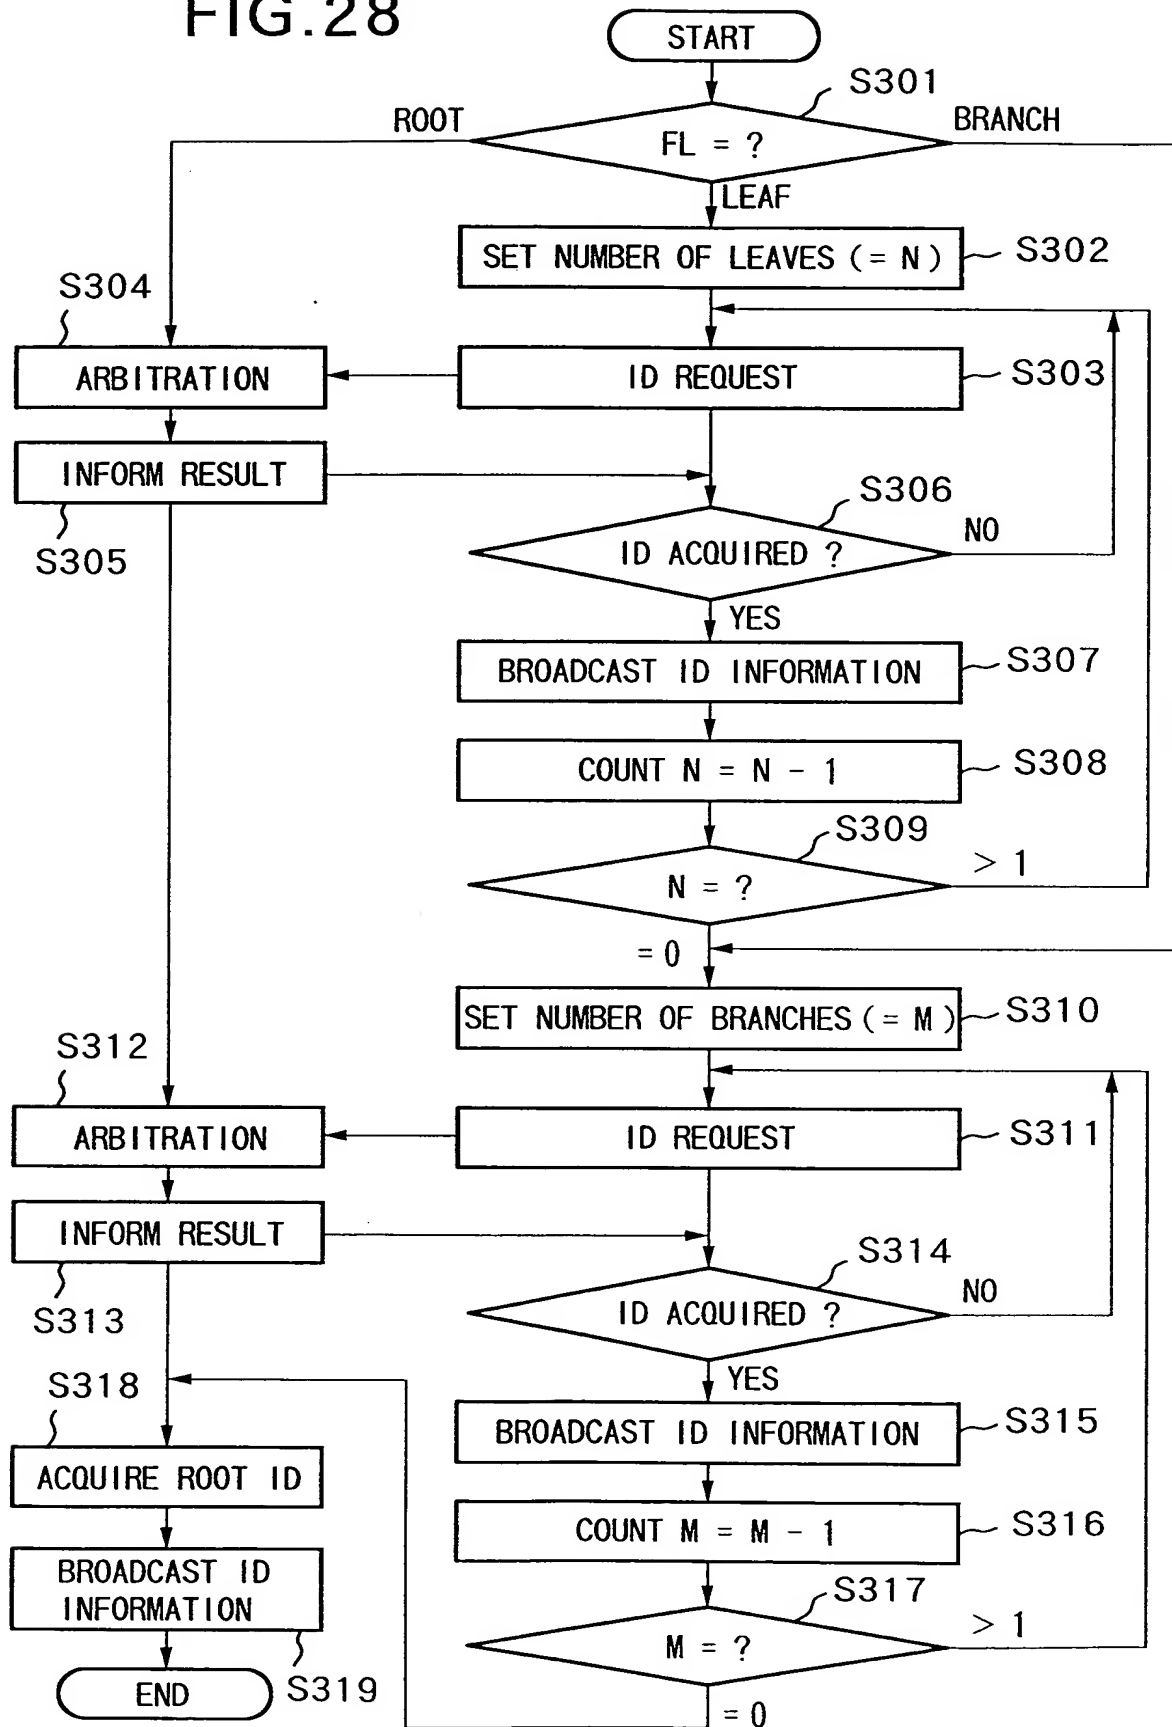 FIG.28
START
S301
ROOT
FL = ?
BRANCH
LEAF
SET NUMBER OF LEAVES (= N)
S302
S304
ARBITRATION
ID REQUEST
S303
INFORM RESULT
S305
S306
ID ACQUIRED ?
NO
YES
BROADCAST ID INFORMATION
S307
COUNT N = N - 1
S308
S309
N = ?
> 1
= 0
SET NUMBER OF BRANCHES (= M)
S310
S312
ARBITRATION
ID REQUEST
S311
INFORM RESULT
S313
S314
ID ACQUIRED ?
NO
YES
S318
BROADCAST ID INFORMATION
S315
ACQUIRE ROOT ID
COUNT M = M - 1
S316
BROADCAST ID
INFORMATION
S317
M = ?
> 1
END
S319
= 0